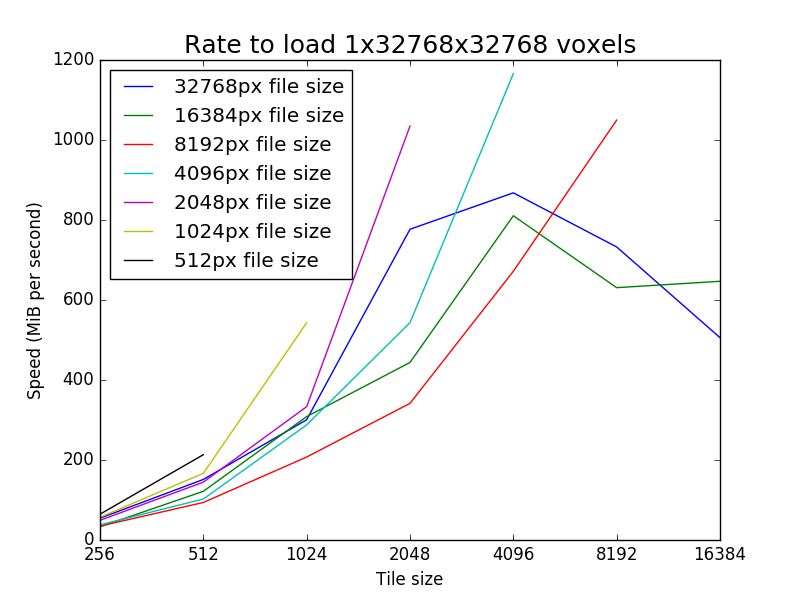 Rate to load 1x32768x32768 voxels
1200
1000
800
600
400
200
0
Speed (MiB per second)
32768px file size
16384px file size
8192px file size
4096px file size
2048px file size
1024px file size
512px file size
256 512 1024 2048 4096 8192 16384
Tile size